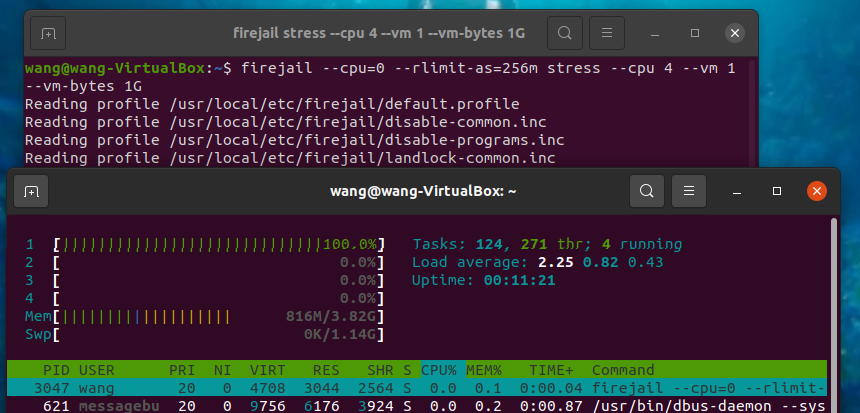 firejail stress --cpu 4 --vm 1 --vm-bytes 1G
wang@wang-VirtualBox:~$ firejail --cpu=0 --rlimit-as=256m stress --cpu 4 --vm 1
--vm-bytes 1G
Reading profile /usr/local/etc/firejail/default.profile
Reading profile /usr/local/etc/firejail/disable-common.inc
Reading profile /usr/local/etc/firejail/disable-programs.inc
Reading profile /usr/local/etc/firejail/landlock-common.inc
wang@wang-VirtualBox: ~
1 [||||||||||||||||||||||||||||||100.0%] Tasks: 124, 271 thr; 4 running
2 [ 0.0%] Load average: 2.25 0.82 0.43
3 [ 0.0%] Uptime: 00:11:21
4 [ 0.0%]
Mem[||||||||||||||||||| 816M/3.82G]
Swp[ 0K/1.14G]
PID USER PRI NI VIRT RES SHR S CPU% MEM% TIME+ Command
3047 wang 20 0 4708 3044 2564 S 0.0 0.1 0:00.04 firejail --cpu=0 --rlimit-
621 messagebu 20 0 9756 6176 3924 S 0.0 0.2 0:00.87 /usr/bin/dbus-daemon --sys